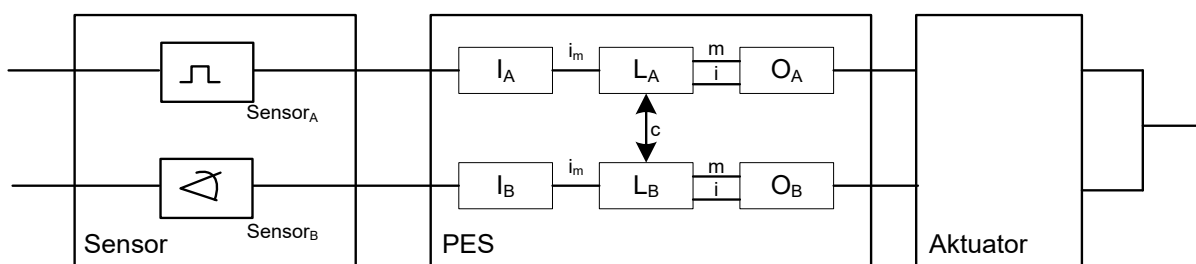 Sensor_A
Sensor_B
Sensor
I_A
i_m
L_A
m
i
O_A
c
I_B
i_m
L_B
m
i
O_B
PES
Aktuator